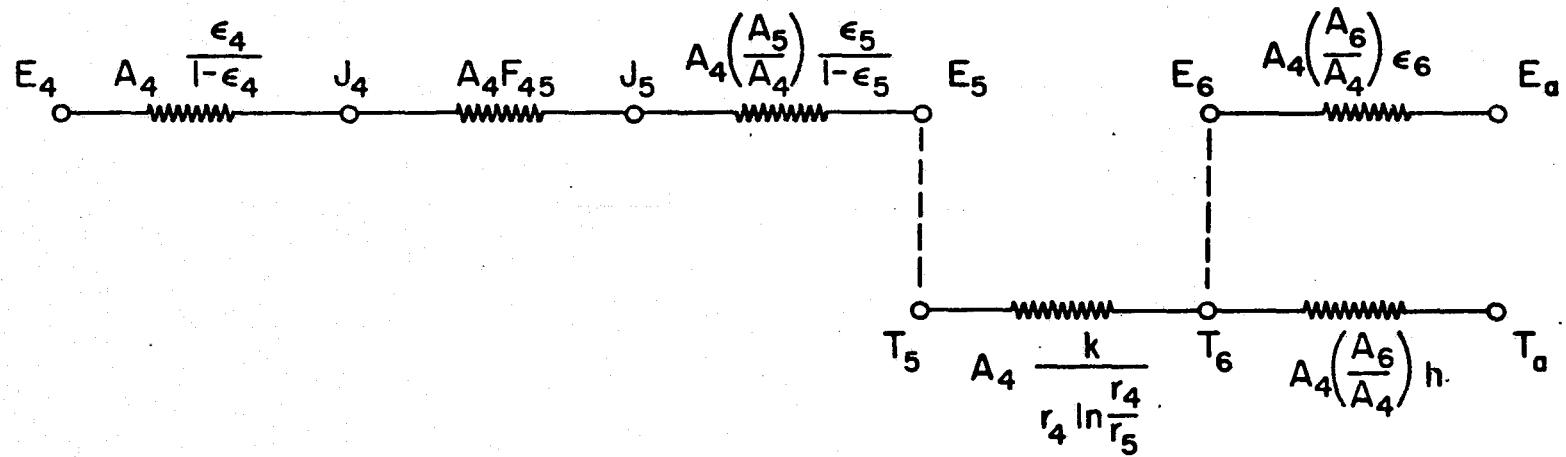 E₄ A₄ ϵ₄/(1-ϵ₄) J₄ A₄F₄₅ J₅ A₄(A₅/A₄) ϵ₅/(1-ϵ₅) E₅ E₆ A₄(A₆/A₄) ϵ₆ Eₐ
T₅ A₄ k/(r₄ ln r₄/r₅) T₆ A₄(A₆/A₄) h Tₐ